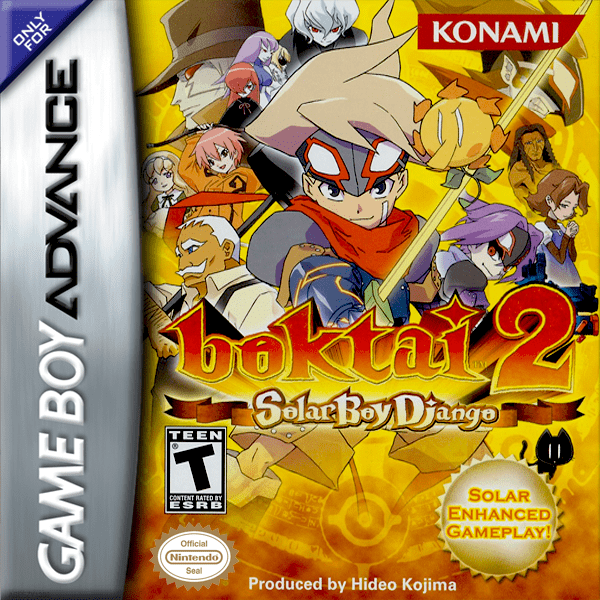 ONLY
FOR
GAME BOY ADVANCE
KONAMI
boktai 2
TM
Solar Boy Django
TEEN
T
CONTENT RATED BY
ESRB
SOLAR
ENHANCED
GAMEPLAY!
Official
Nintendo
Seal
Produced by Hideo Kojima